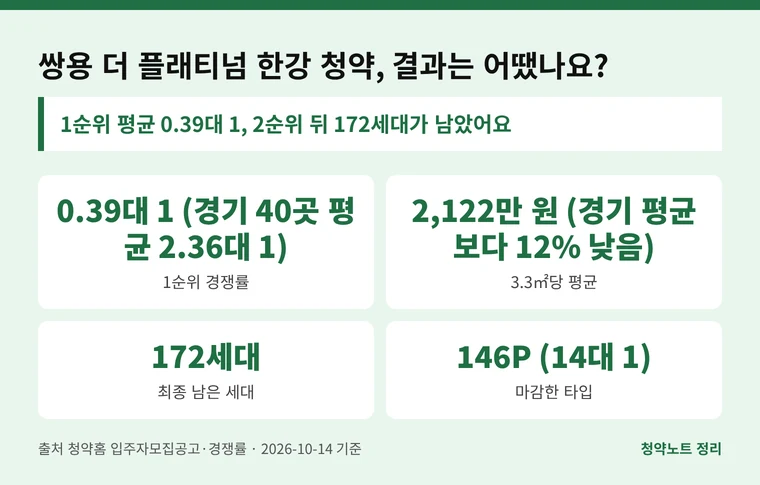 쌍용 더 플래티넘 한강 청약, 결과는 어땠나요?
1순위 평균 0.39대 1, 2순위 뒤 172세대가 남았어요
0.39대 1 (경기 40곳 평
균 2.36대 1)
1순위 경쟁률
2,122만 원 (경기 평균
보다 12% 낮음)
3.3㎡당 평균
172세대
최종 남은 세대
146P (14대 1)
마감한 타입
출처 청약홈 입주자모집공고·경쟁률 · 2026-10-14 기준
청약노트 정리